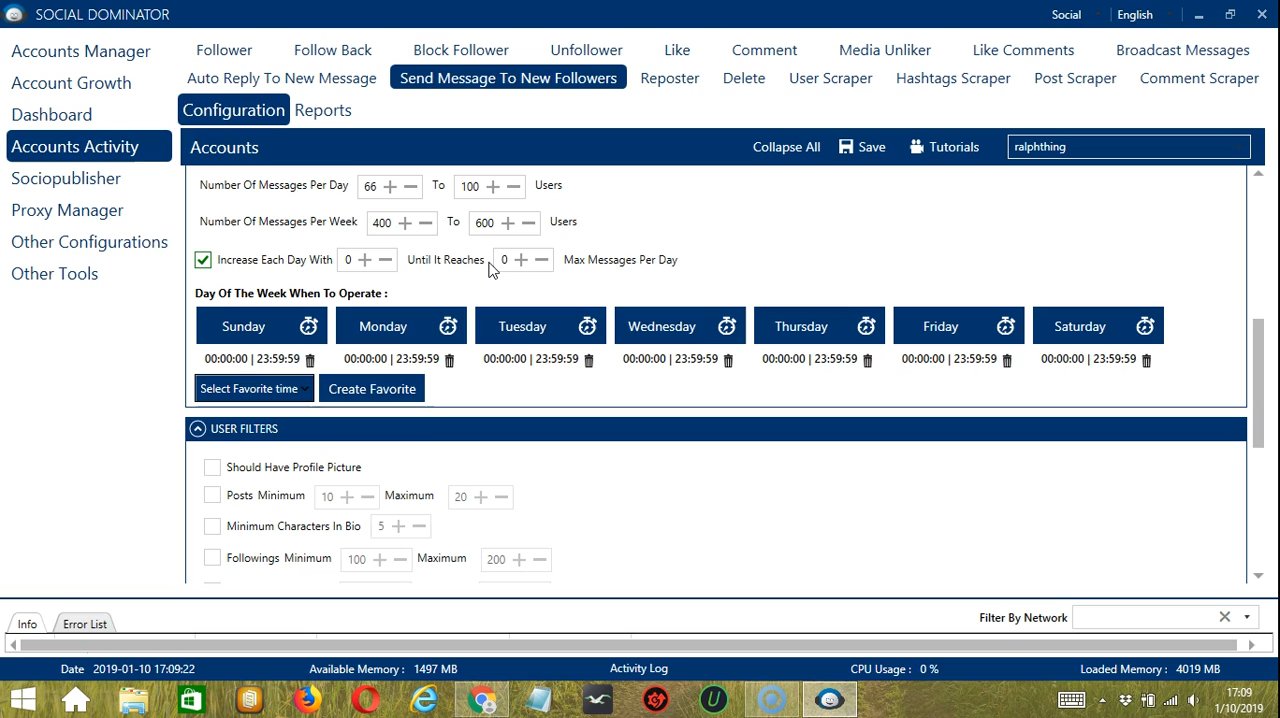 SOCIAL DOMINATOR
Social
English
Accounts Manager
Account Growth
Dashboard
Accounts Activity
Sociopublisher
Proxy Manager
Other Configurations
Other Tools
Follower Follow Back Block Follower Unfollower Like Comment Media Unliker Like Comments Broadcast Messages
Auto Reply To New Message Send Message To New Followers Reposter Delete User Scraper Hashtags Scraper Post Scraper Comment Scraper
Configuration Reports
Accounts Collapse All Save Tutorials ralphthing
Number Of Messages Per Day 66 + − To 100 + − Users
Number Of Messages Per Week 400 + − To 600 + − Users
Increase Each Day With 0 + − Until It Reaches 0 + − Max Messages Per Day
Day Of The Week When To Operate :
Sunday Monday Tuesday Wednesday Thursday Friday Saturday
00:00:00 | 23:59:59 00:00:00 | 23:59:59 00:00:00 | 23:59:59 00:00:00 | 23:59:59 00:00:00 | 23:59:59 00:00:00 | 23:59:59 00:00:00 | 23:59:59
Select Favorite time Create Favorite
USER FILTERS
Should Have Profile Picture
Posts Minimum 10 + − Maximum 20 + −
Minimum Characters In Bio 5 + −
Followings Minimum 100 + − Maximum 200 + −
Info Error List Filter By Network
Date 2019-01-10 17:09:22 Available Memory : 1497 MB Activity Log CPU Usage : 0 % Loaded Memory : 4019 MB
17:09
1/10/2019